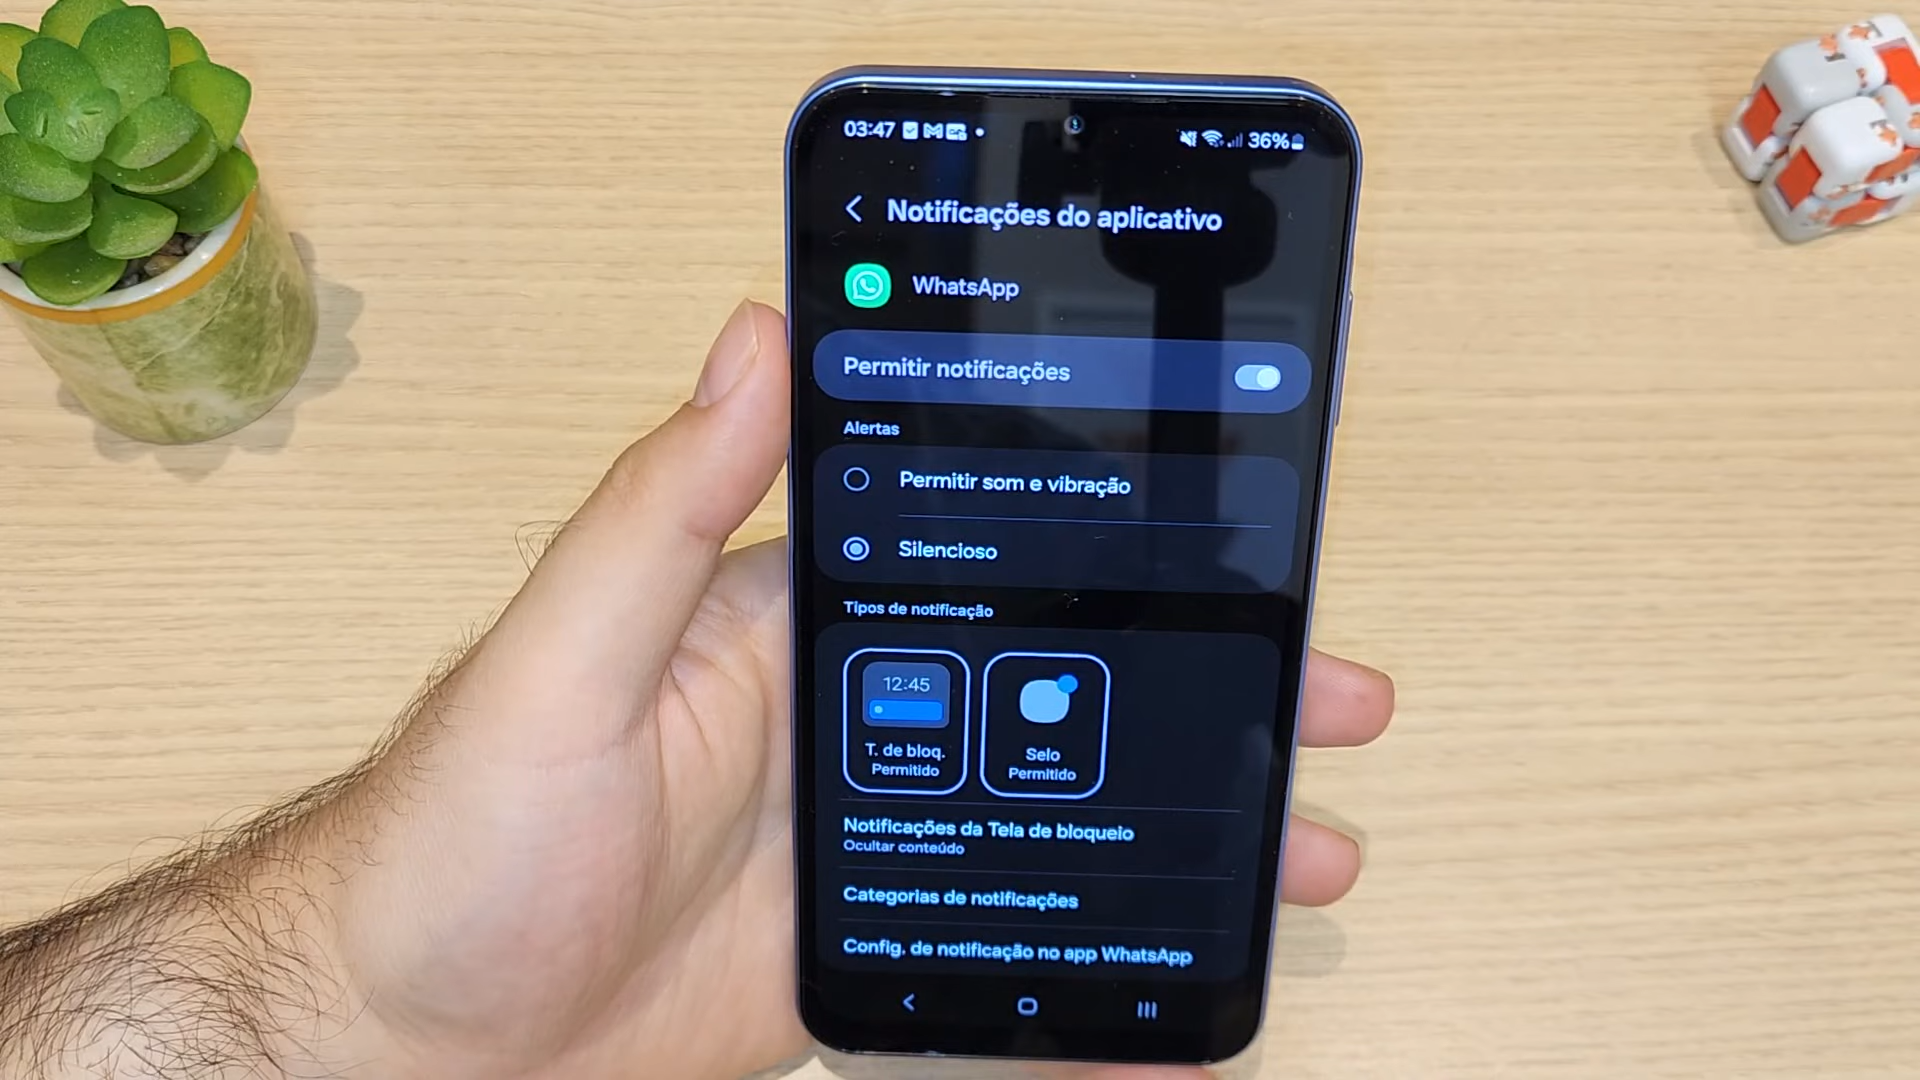 03:47 36%
Notificações do aplicativo
WhatsApp
Permitir notificações
Alertas
Permitir som e vibração
Silencioso
Tipos de notificação
12:45
T. de bloq.
Permitido
Selo
Permitido
Notificações da Tela de bloqueio
Ocultar conteúdo
Categorias de notificações
Config. de notificação no app WhatsApp